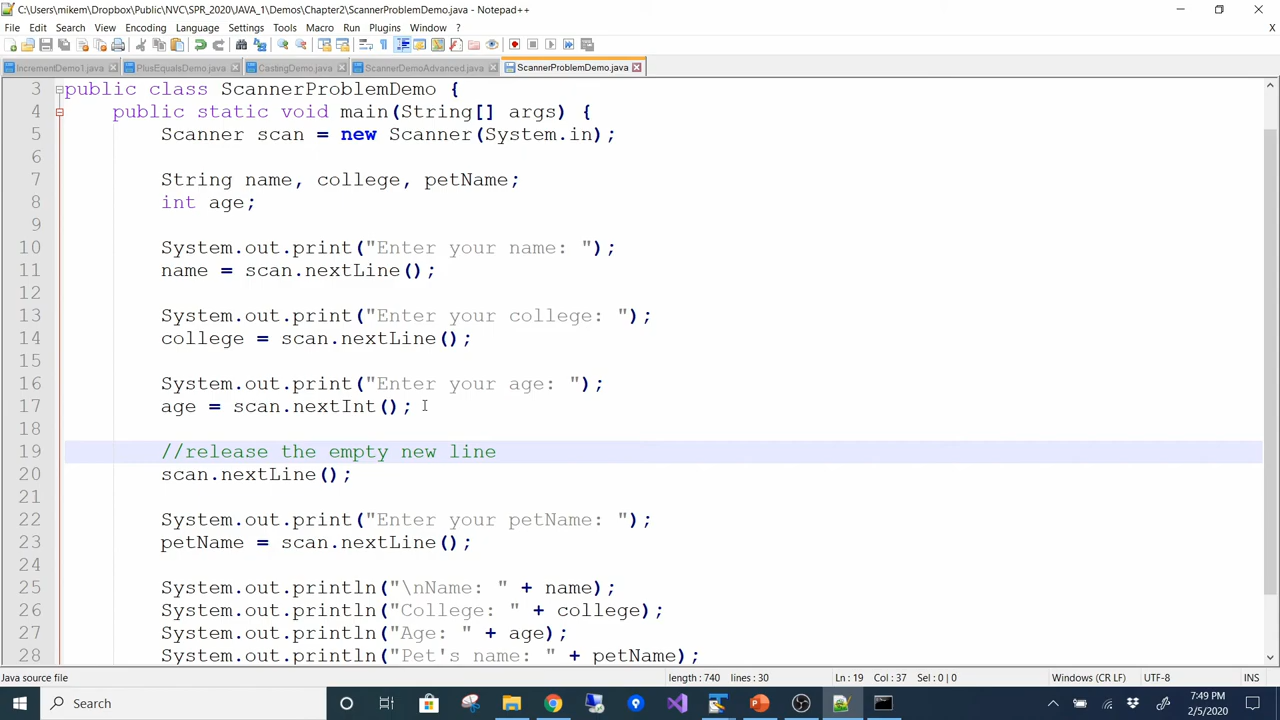 C:\Users\mikem\Dropbox\Public\NVC\SPR_2020\JAVA_1\Demos\Chapter2\ScannerProblemDemo.java - Notepad++
File Edit Search View Encoding Language Settings Tools Macro Run Plugins Window ? X
IncrementDemo1.java PlusEqualsDemo.java CastingDemo.java ScannerDemoAdvanced.java ScannerProblemDemo.java
3 public class ScannerProblemDemo {
4 public static void main(String[] args) {
5 Scanner scan = new Scanner(System.in);
6
7 String name, college, petName;
8 int age;
9
10 System.out.print("Enter your name: ");
11 name = scan.nextLine();
12
13 System.out.print("Enter your college: ");
14 college = scan.nextLine();
15
16 System.out.print("Enter your age: ");
17 age = scan.nextInt();
18
19 //release the empty new line
20 scan.nextLine();
21
22 System.out.print("Enter your petName: ");
23 petName = scan.nextLine();
24
25 System.out.println("\nName: " + name);
26 System.out.println("College: " + college);
27 System.out.println("Age: " + age);
28 System.out.println("Pet's name: " + petName);
Java source file length : 740 lines : 30 Ln : 19 Col : 37 Sel : 0 | 0 Windows (CR LF) UTF-8 INS
Search
7:49 PM
2/5/2020